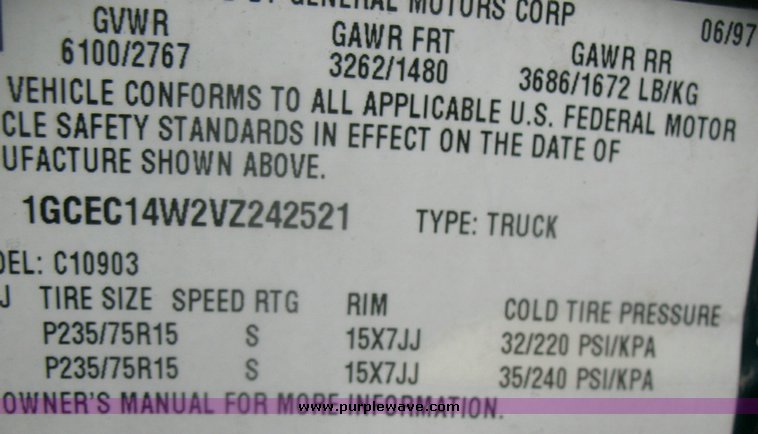 GENERAL MOTORS CORP 06/97
GVWR GAWR FRT GAWR RR
6100/2767 3262/1480 3686/1672 LB/KG
VEHICLE CONFORMS TO ALL APPLICABLE U.S. FEDERAL MOTOR
CLE SAFETY STANDARDS IN EFFECT ON THE DATE OF
UFACTURE SHOWN ABOVE.
1GCEC14W2VZ242521 TYPE: TRUCK
DEL: C10903
TIRE SIZE SPEED RTG RIM COLD TIRE PRESSURE
P235/75R15 S 15X7JJ 32/220 PSI/KPA
P235/75R15 S 15X7JJ 35/240 PSI/KPA
OWNER'S MANUAL FOR MORE INFORMATION.
www.purplewave.com